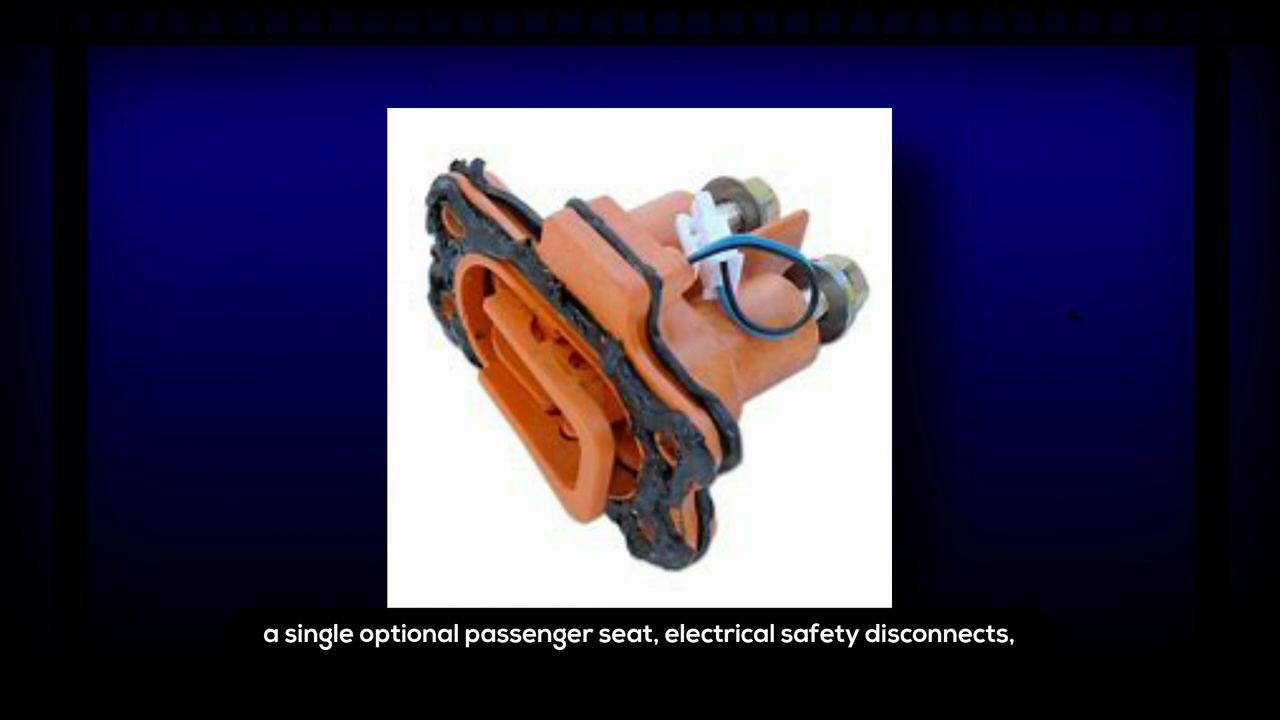 a single optional passenger seat, electrical safety disconnects,